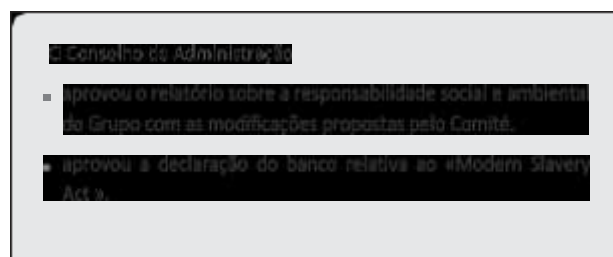 O Conselho de Administração
aprovou o relatório sobre a responsabilidade social e ambiental
do Grupo com as modificações propostas pelo Comité.
aprovou a declaração do banco relativa ao «Modern Slavery
Act ».